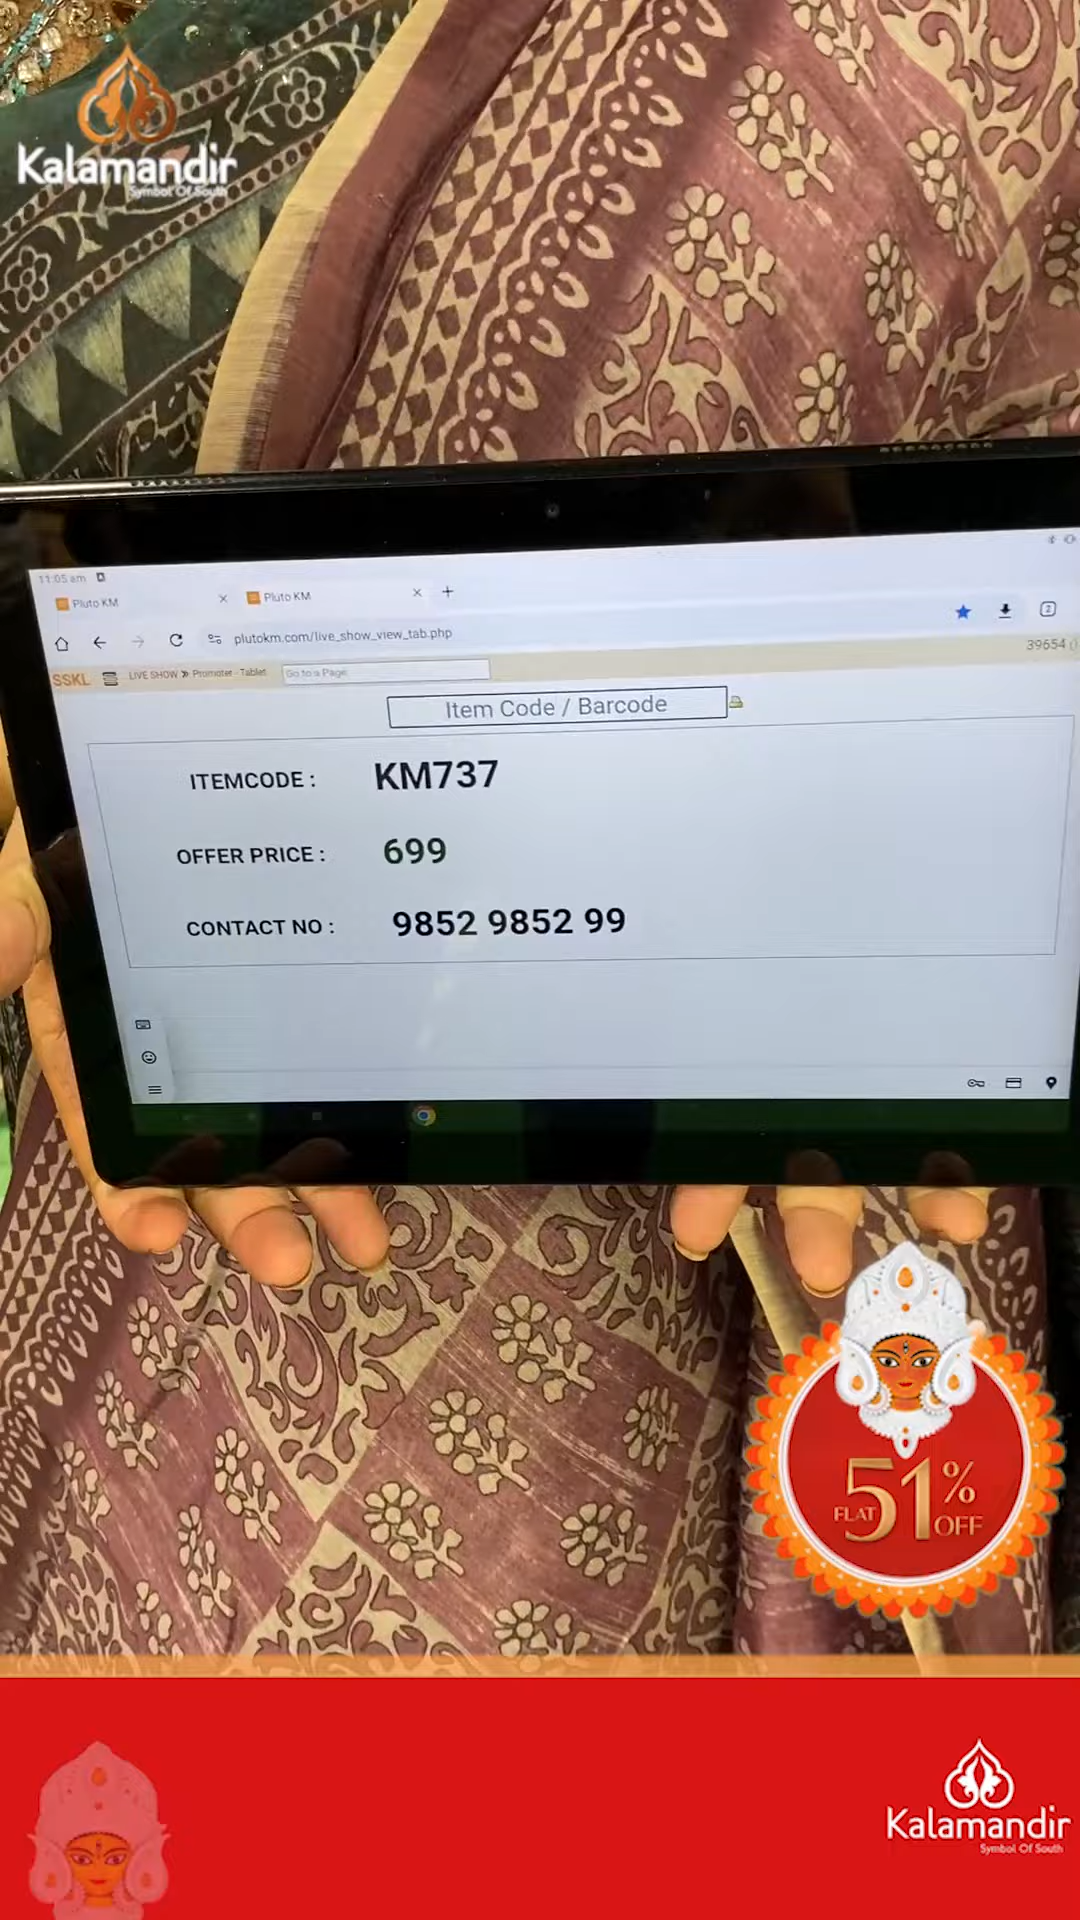 Kalamandir
Symbol Of South
11:05 am
Pluto KM
Pluto KM
plutokm.com/live_show_view_tab.php
2
39654
SSKL
LIVE SHOW » Promoter - Tablet
Go to a Page
Item Code / Barcode
ITEMCODE :
KM737
OFFER PRICE :
699
CONTACT NO :
9852 9852 99
FLAT 51% OFF
Kalamandir
Symbol Of South